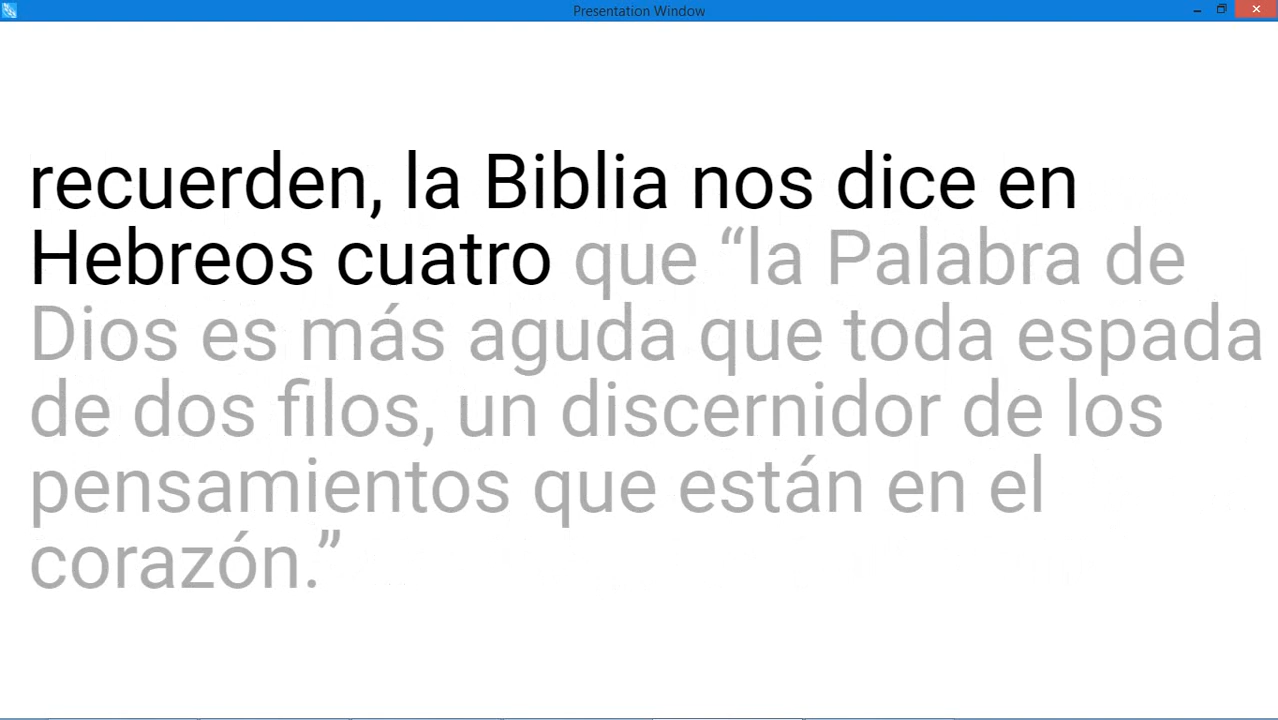 Presentation Window
recuerden, la Biblia nos dice en
Hebreos cuatro que “la Palabra de
Dios es más aguda que toda espada
de dos filos, un discernidor de los
pensamientos que están en el
corazón.”